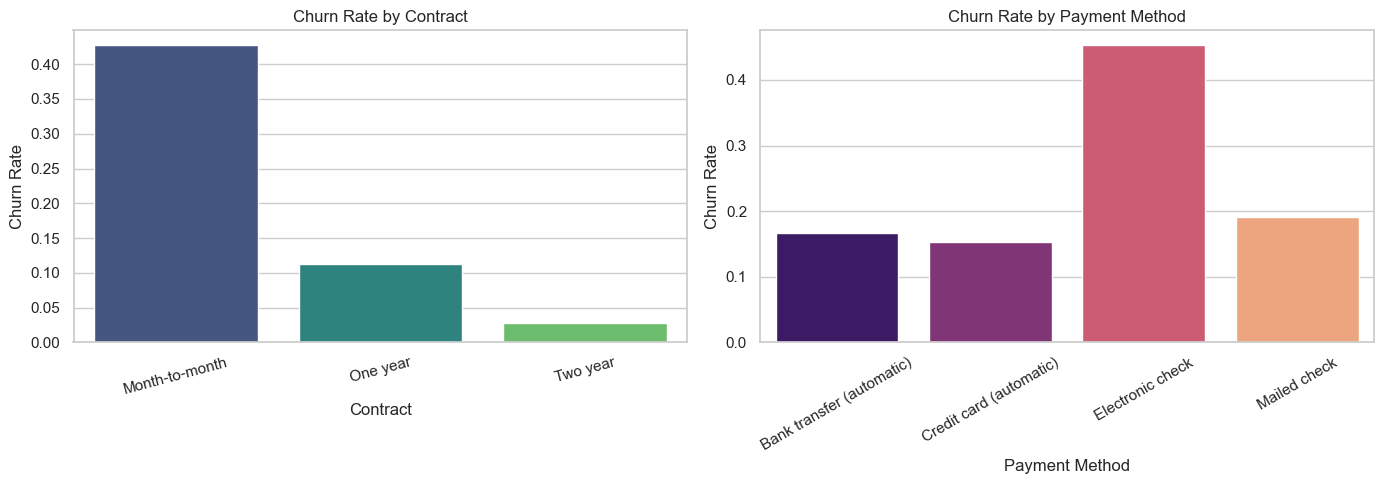 Churn Rate by Contract
Churn Rate
0.40
0.35
0.30
0.25
0.20
0.15
0.10
0.05
0.00
Month-to-month
One year
Two year
Contract
Churn Rate by Payment Method
Churn Rate
0.4
0.3
0.2
0.1
0.0
Bank transfer (automatic)
Credit card (automatic)
Electronic check
Mailed check
Payment Method